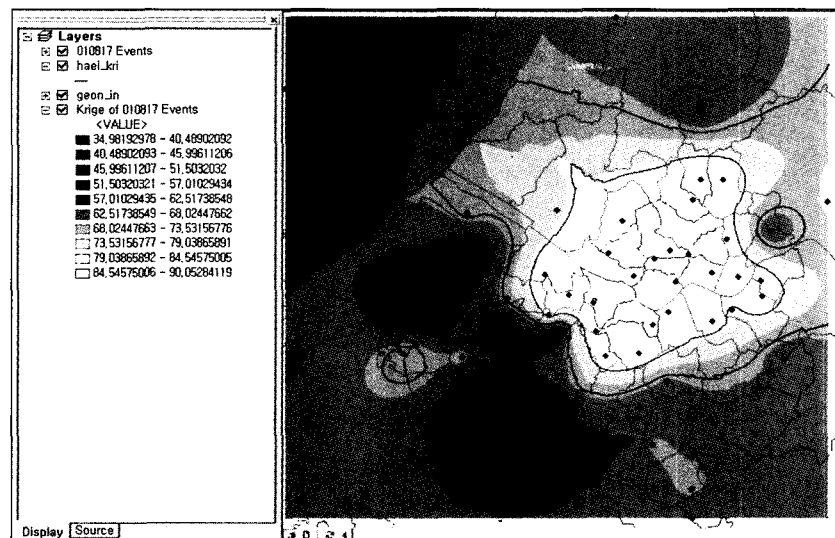 Layers
010817 Events
hael_kri
geon_in
Krige of 010817 Events
<VALUE>
34,98192978 - 40,48902092
40,48902093 - 45,99611206
45,99611207 - 51,5032032
51,50320321 - 57,01029434
57,01029435 - 62,51738548
62,51738549 - 68,02447662
68,02447663 - 73,53156776
73,53156777 - 79,03865891
79,03865892 - 84,54575005
84,54575006 - 90,05284119
Display Source